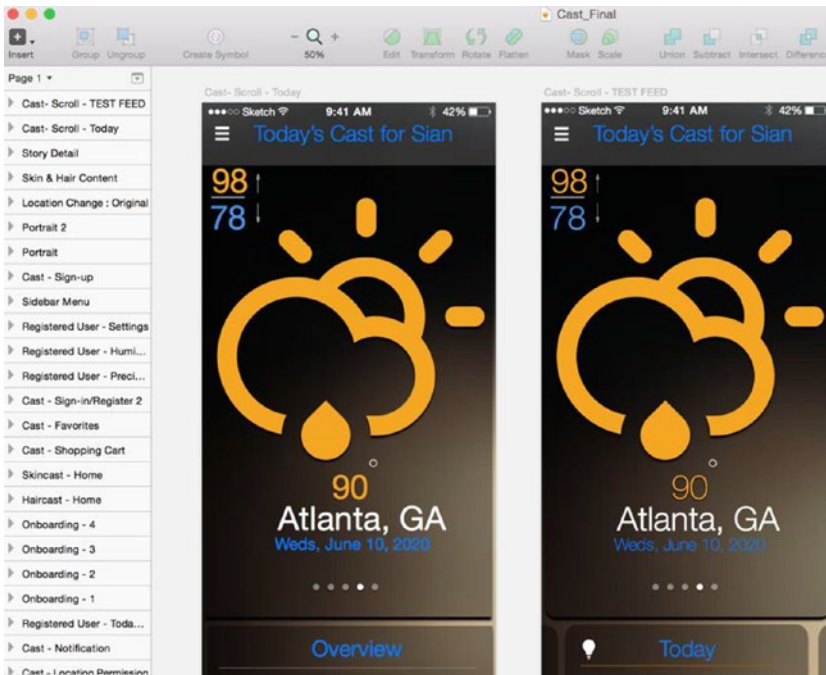 Cast_Final
Insert
Group
Ungroup
Create Symbol
- +
50%
Edit
Transform
Rotate
Flatten
Mask
Scale
Union
Subtract
Intersect
Difference
Page 1
Cast- Scroll - TEST FEED
Cast- Scroll - Today
Story Detail
Skin & Hair Content
Location Change : Original
Portrait 2
Portrait
Cast - Sign-up
Sidebar Menu
Registered User - Settings
Registered User - Humi...
Registered User - Preci...
Cast - Sign-in/Register 2
Cast - Favorites
Cast - Shopping Cart
Skincast - Home
Haircast - Home
Onboarding - 4
Onboarding - 3
Onboarding - 2
Onboarding - 1
Registered User - Toda...
Cast - Notification
Cast - Location Permission
Cast- Scroll - Today
Sketch 9:41 AM 42%
Today's Cast for Sian
98
78
90°
Atlanta, GA
Weds, June 10, 2020
Overview
Cast- Scroll - TEST FEED
Sketch 9:41 AM 42%
Today's Cast for Sian
98
78
90°
Atlanta, GA
Weds, June 10, 2020
Today